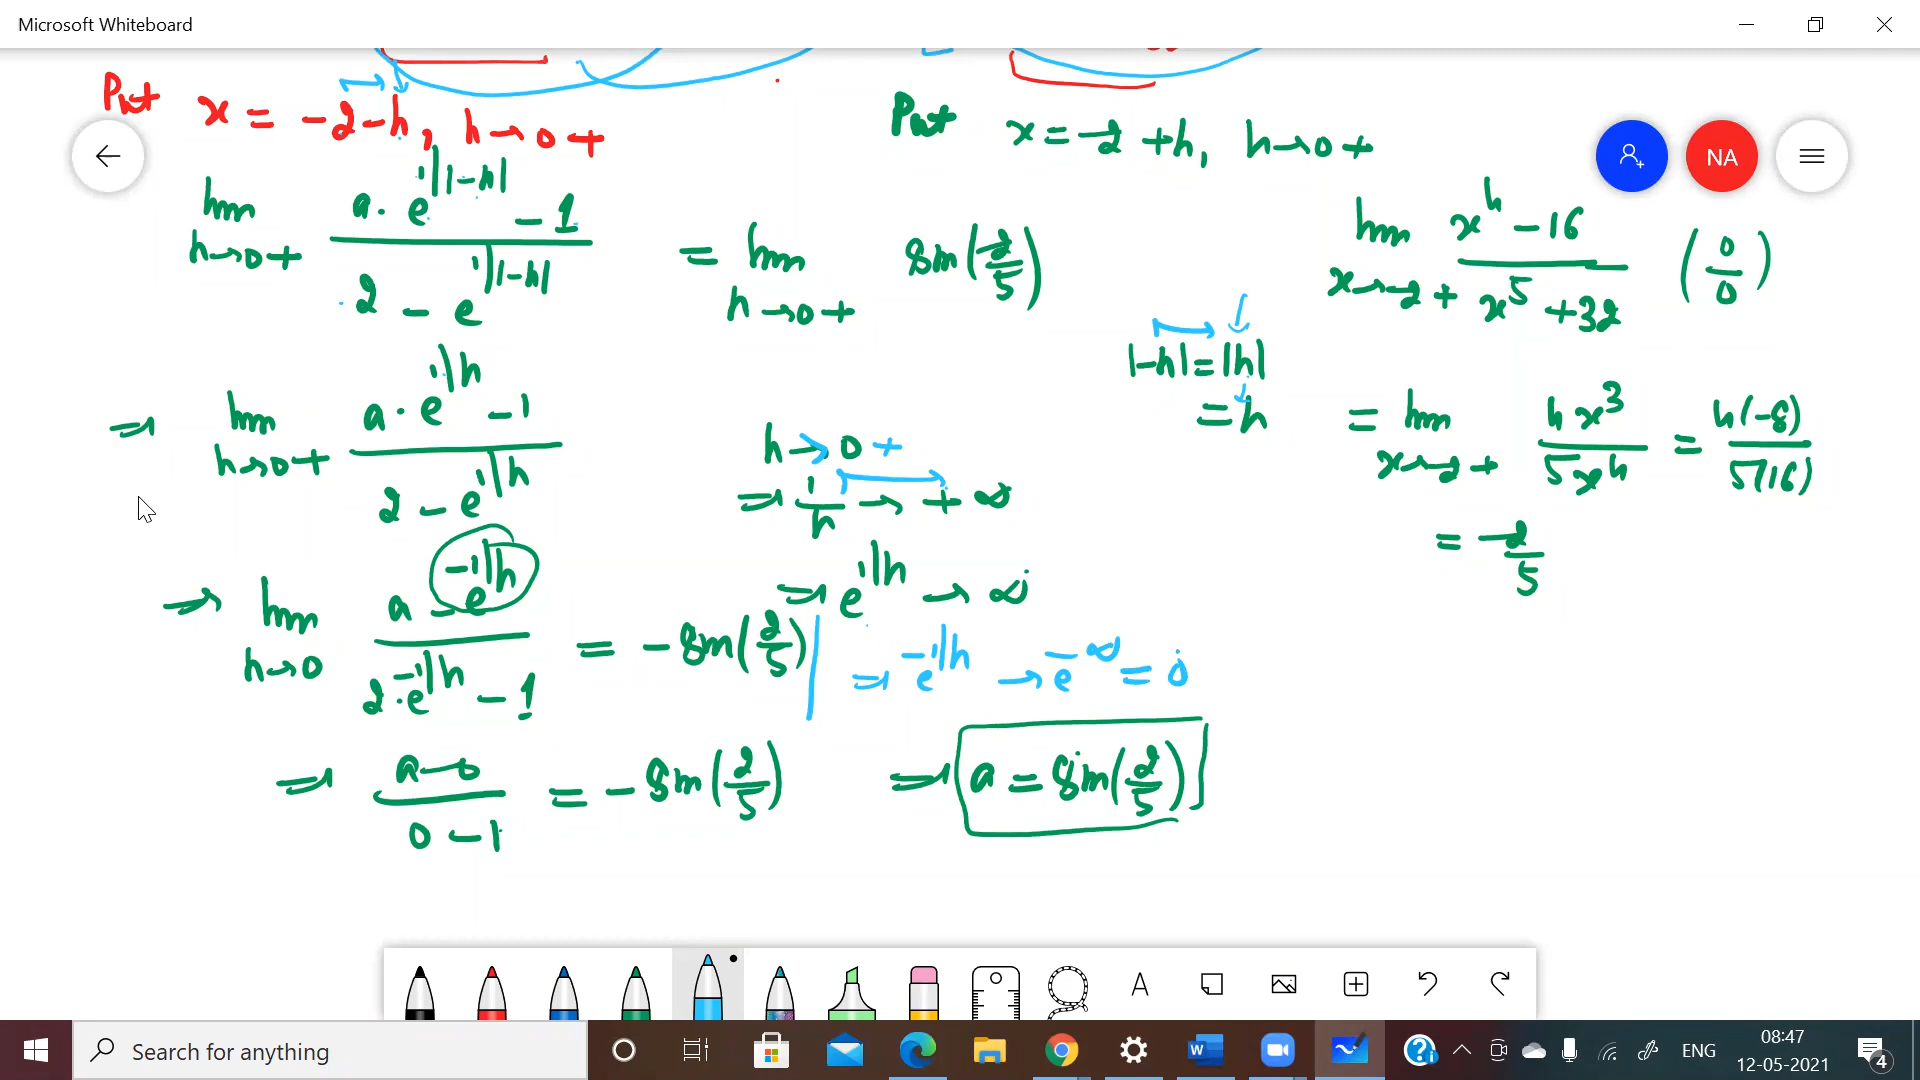 Microsoft Whiteboard
Put x = -2-h, h→0+
Put x = -2+h, h→0+
NA
lim h→0+ (a·e^(1/|-h|) - 1)/(2 - e^(1/|-h|)) = lim h→0+ sin(-2/5)
lim x→-2+ (x^4 - 16)/(x^5 + 32) (0/0)
|-h| = |h|
= h
⇒ lim h→0+ (a·e^(1/h) - 1)/(2 - e^(1/h))
h→0+
⇒ 1/h → +∞
= lim x→-2+ 4x^3/5x^4 = 4(-8)/5(16)
= -2/5
⇒ e^(1/h) → ∞
⇒ lim h→0 (a - e^(-1/h))/(2·e^(-1/h) - 1) = -sin(2/5)
⇒ e^(-1/h) → e^(-∞) = 0
⇒ (a-0)/(0-1) = -sin(2/5) ⇒ a = sin(2/5)
A
Search for anything
ENG
08:47
12-05-2021
4